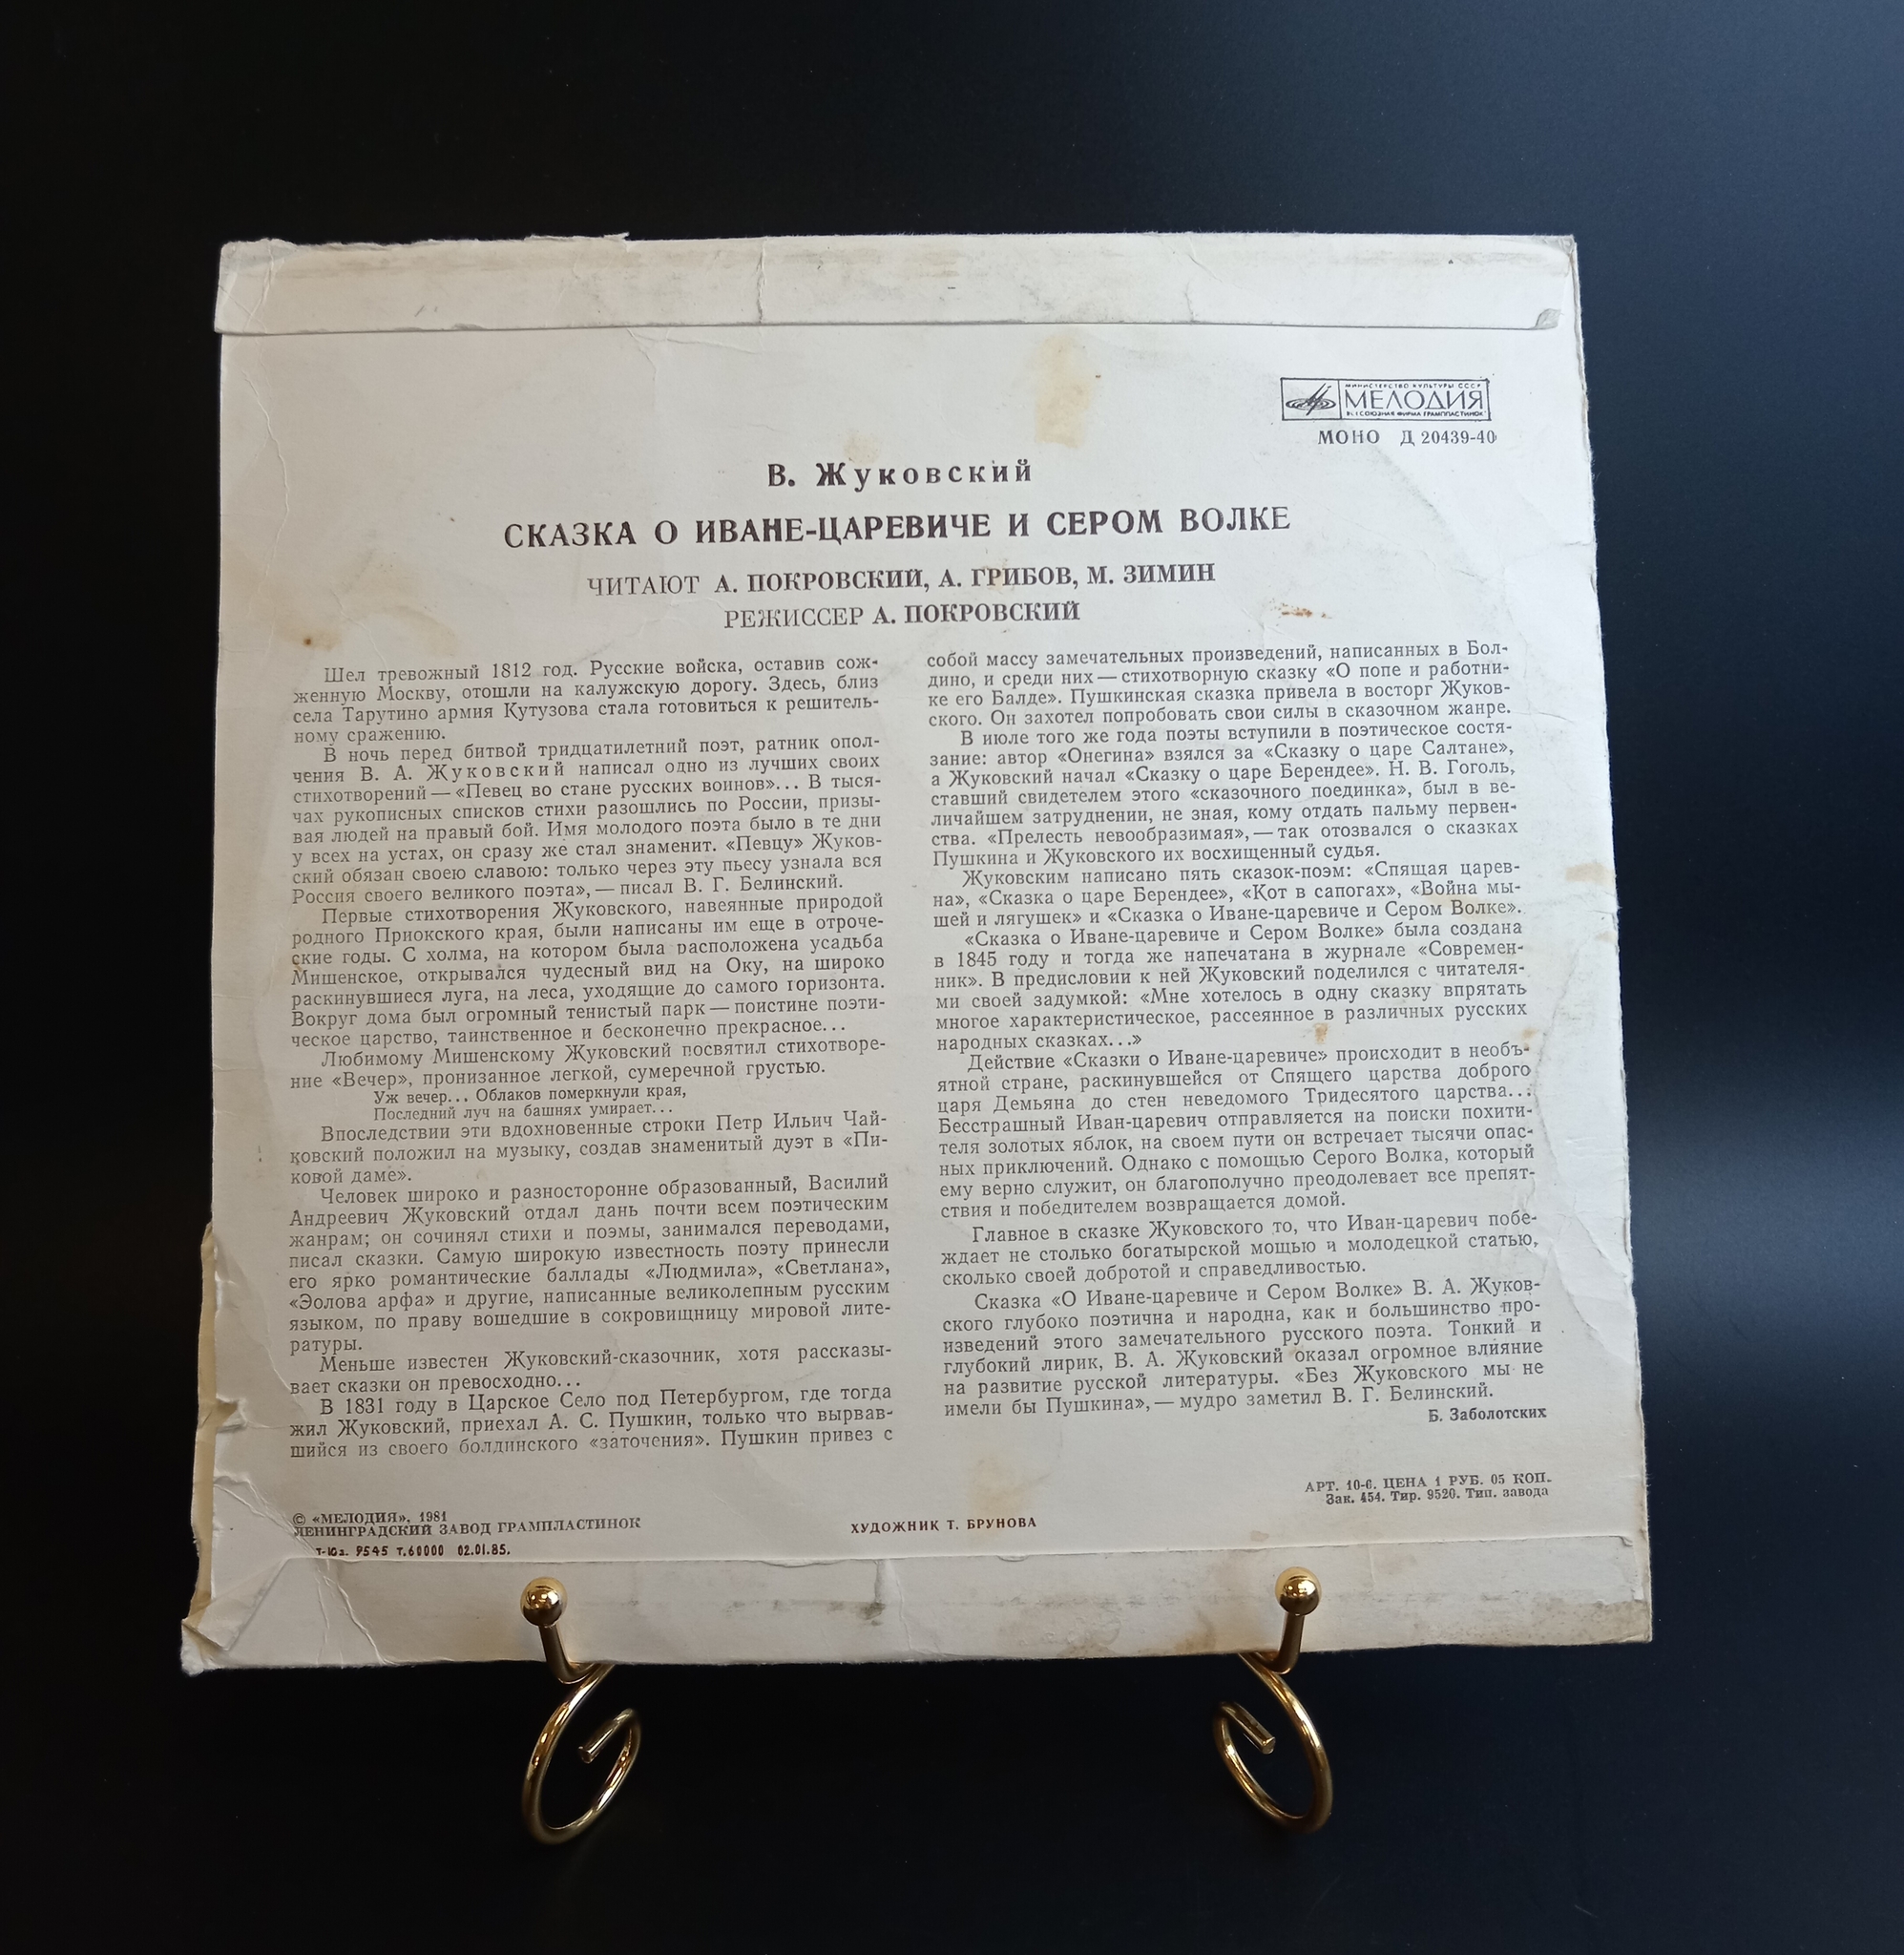 МИНИСТЕРСТВО КУЛЬТУРЫ СССР
МЕЛОДИЯ
ВСЕСОЮЗНАЯ ФИРМА ГРАМПЛАСТИНОК
МОНО Д 20439-40
В. Жуковский
СКАЗКА О ИВАНЕ-ЦАРЕВИЧЕ И СЕРОМ ВОЛКЕ
ЧИТАЮТ А. ПОКРОВСКИЙ, А. ГРИБОВ, М. ЗИМИН
РЕЖИССЕР А. ПОКРОВСКИЙ
Шел тревожный 1812 год. Русские войска, оставив сож-
женную Москву, отошли на калужскую дорогу. Здесь, близ
села Тарутино армия Кутузова стала готовиться к решитель-
ному сражению.
В ночь перед битвой тридцатилетний поэт, ратник опол-
чения В. А. Жуковский написал одно из лучших своих
стихотворений — «Певец во стане русских воинов»... В тыся-
чах рукописных списков стихи разошлись по России, призы-
вая людей на правый бой. Имя молодого поэта было в те дни
у всех на устах, он сразу же стал знаменит. «Певцу» Жуков-
ский обязан своею славою: только через эту пьесу узнала вся
Россия своего великого поэта», — писал В. Г. Белинский.
Первые стихотворения Жуковского, навеянные природой
родного Приокского края, были написаны им еще в отроче-
ские годы. С холма, на котором была расположена усадьба
Мишенское, открывался чудесный вид на Оку, на широко
раскинувшиеся луга, на леса, уходящие до самого горизонта.
Вокруг дома был огромный тенистый парк — поистине поэти-
ческое царство, таинственное и бесконечно прекрасное...
Любимому Мишенскому Жуковский посвятил стихотворе-
ние «Вечер», пронизанное легкой, сумеречной грустью.
Уж вечер... Облаков померкнули края,
Последний луч на башнях умирает...
Впоследствии эти вдохновенные строки Петр Ильич Чай-
ковский положил на музыку, создав знаменитый дуэт в «Пи-
ковой даме».
Человек широко и разносторонне образованный, Василий
Андреевич Жуковский отдал дань почти всем поэтическим
жанрам; он сочинял стихи и поэмы, занимался переводами,
писал сказки. Самую широкую известность поэту принесли
его ярко романтические баллады «Людмила», «Светлана»,
«Эолова арфа» и другие, написанные великолепным русским
языком, по праву вошедшие в сокровищницу мировой лите-
ратуры.
Меньше известен Жуковский-сказочник, хотя рассказы-
вает сказки он превосходно...
В 1831 году в Царское Село под Петербургом, где тогда
жил Жуковский, приехал А. С. Пушкин, только что вырвав-
шийся из своего болдинского «заточения». Пушкин привез с
собой массу замечательных произведений, написанных в Бол-
дино, и среди них — стихотворную сказку «О попе и работни-
ке его Балде». Пушкинская сказка привела в восторг Жуков-
ского. Он захотел попробовать свои силы в сказочном жанре.
В июле того же года поэты вступили в поэтическое состя-
зание: автор «Онегина» взялся за «Сказку о царе Салтане»,
а Жуковский начал «Сказку о царе Берендее». Н. В. Гоголь,
ставший свидетелем этого «сказочного поединка», был в ве-
личайшем затруднении, не зная, кому отдать пальму первен-
ства. «Прелесть невообразимая», — так отозвался о сказках
Пушкина и Жуковского их восхищенный судья.
Жуковским написано пять сказок-поэм: «Спящая царев-
на», «Сказка о царе Берендее», «Кот в сапогах», «Война мы-
шей и лягушек» и «Сказка о Иване-царевиче и Сером Волке».
«Сказка о Иване-царевиче и Сером Волке» была создана
в 1845 году и тогда же напечатана в журнале «Современ-
ник». В предисловии к ней Жуковский поделился с читателя-
ми своей задумкой: «Мне хотелось в одну сказку впрятать
многое характеристическое, рассеянное в различных русских
народных сказках...»
Действие «Сказки о Иване-царевиче» происходит в необъ-
ятной стране, раскинувшейся от Спящего царства доброго
царя Демьяна до стен неведомого Тридесятого царства...
Бесстрашный Иван-царевич отправляется на поиски похити-
теля золотых яблок, на своем пути он встречает тысячи опас-
ных приключений. Однако с помощью Серого Волка, который
ему верно служит, он благополучно преодолевает все препят-
ствия и победителем возвращается домой.
Главное в сказке Жуковского то, что Иван-царевич побе-
ждает не столько богатырской мощью и молодецкой статью,
сколько своей добротой и справедливостью.
Сказка «О Иване-царевиче и Сером Волке» В. А. Жуков-
ского глубоко поэтична и народна, как и большинство про-
изведений этого замечательного русского поэта. Тонкий и
глубокий лирик, В. А. Жуковский оказал огромное влияние
на развитие русской литературы. «Без Жуковского мы не
имели бы Пушкина», — мудро заметил В. Г. Белинский.
Б. Заболотских
АРТ. 10-6. ЦЕНА 1 РУБ. 05 КОП.
Зак. 454. Тир. 9520. Тип. завода
© «МЕЛОДИЯ», 1981
ЛЕНИНГРАДСКИЙ ЗАВОД ГРАМПЛАСТИНОК
ХУДОЖНИК Т. БРУНОВА
9545 Т.60000 02.01.85.